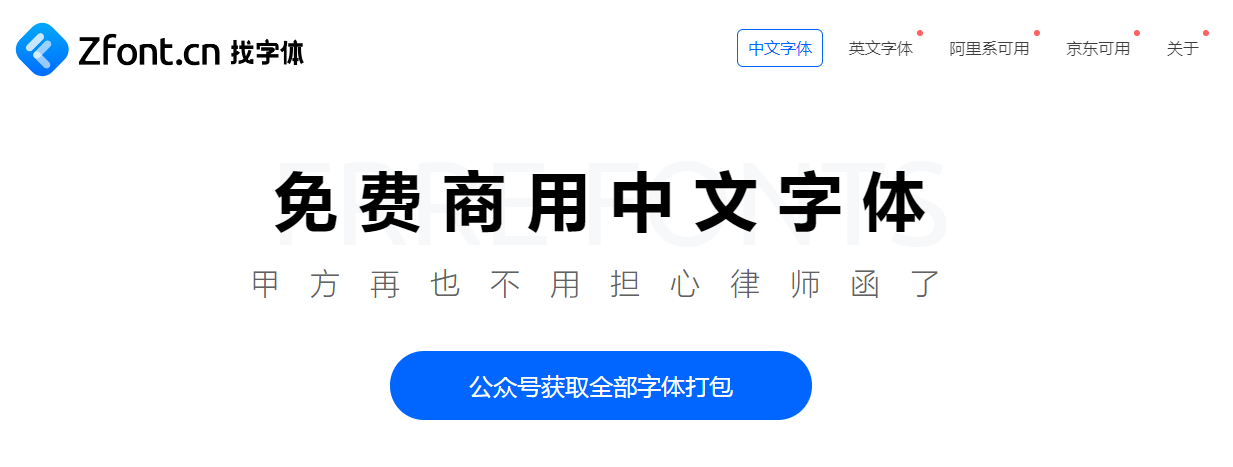 Zfont.cn 找字体
中文字体 英文字体 阿里系可用 京东可用 关于
FRRE FONTS
免费商用中文字体
甲方再也不用担心律师函了
公众号获取全部字体打包